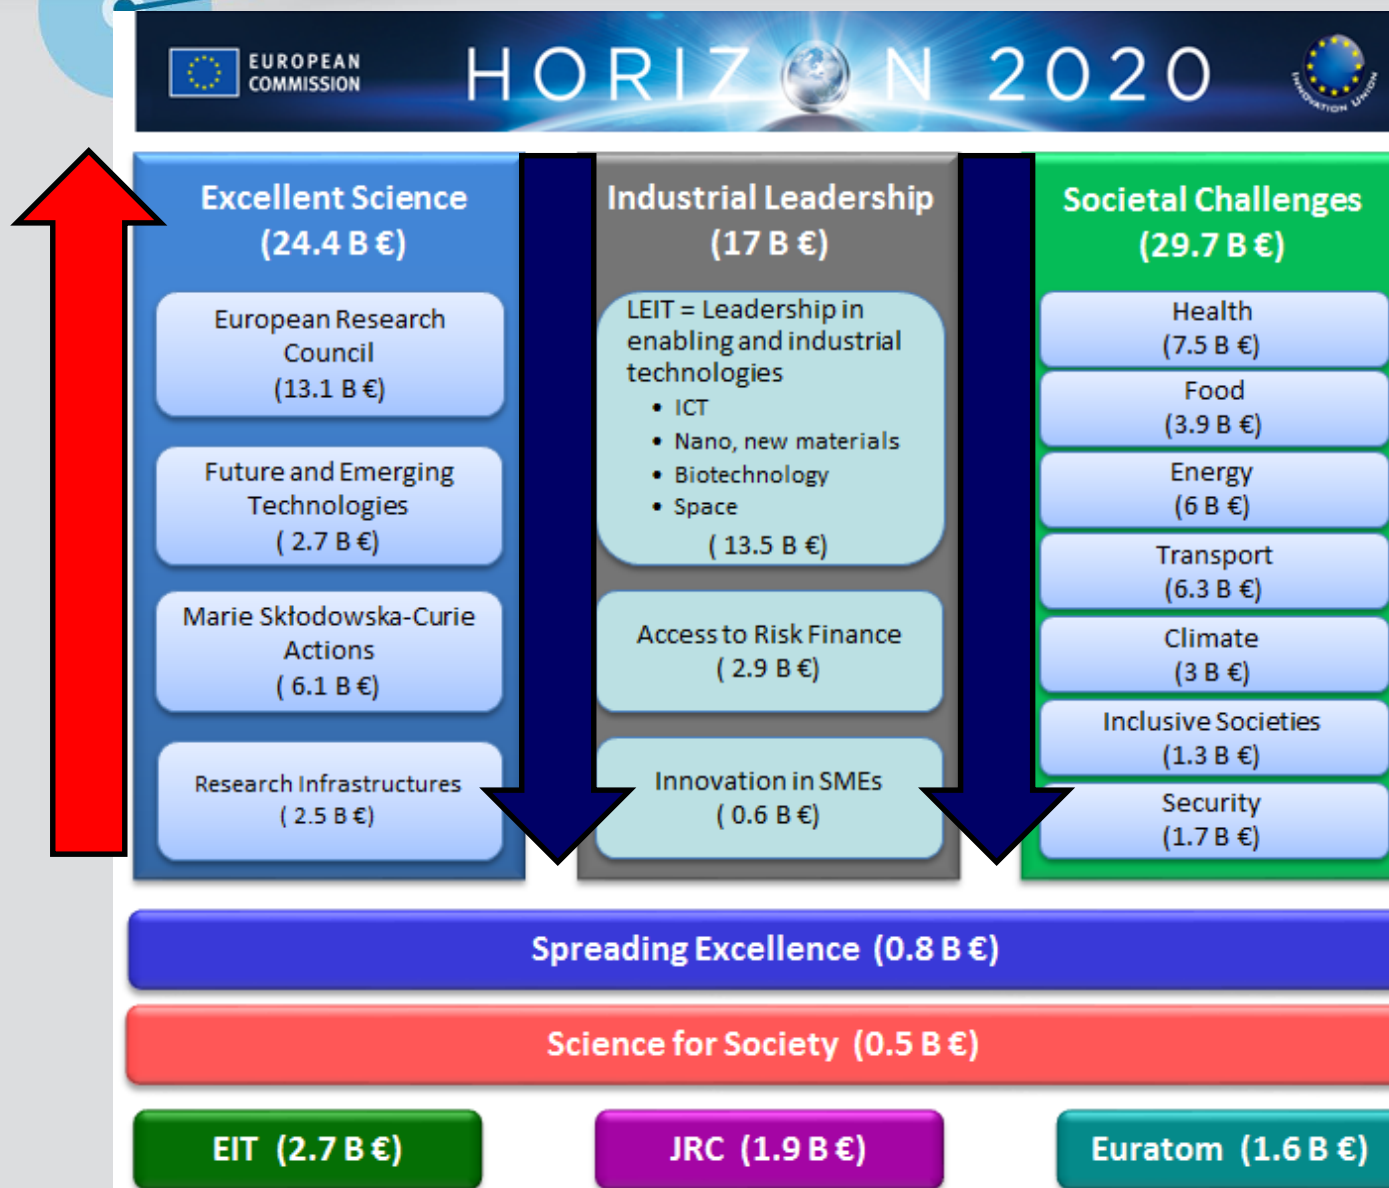 EUROPEAN
COMMISSION
HORIZON 2020
INNOVATION UNION
Excellent Science
(24.4 B €)
European Research
Council
(13.1 B €)
Future and Emerging
Technologies
( 2.7 B €)
Marie Skłodowska-Curie
Actions
( 6.1 B €)
Research Infrastructures
( 2.5 B €)
Industrial Leadership
(17 B €)
LEIT = Leadership in
enabling and industrial
technologies
• ICT
• Nano, new materials
• Biotechnology
• Space
( 13.5 B €)
Access to Risk Finance
( 2.9 B €)
Innovation in SMEs
( 0.6 B €)
Societal Challenges
(29.7 B €)
Health
(7.5 B €)
Food
(3.9 B €)
Energy
(6 B €)
Transport
(6.3 B €)
Climate
(3 B €)
Inclusive Societies
(1.3 B €)
Security
(1.7 B €)
Spreading Excellence (0.8 B €)
Science for Society (0.5 B €)
EIT (2.7 B €)
JRC (1.9 B €)
Euratom (1.6 B €)